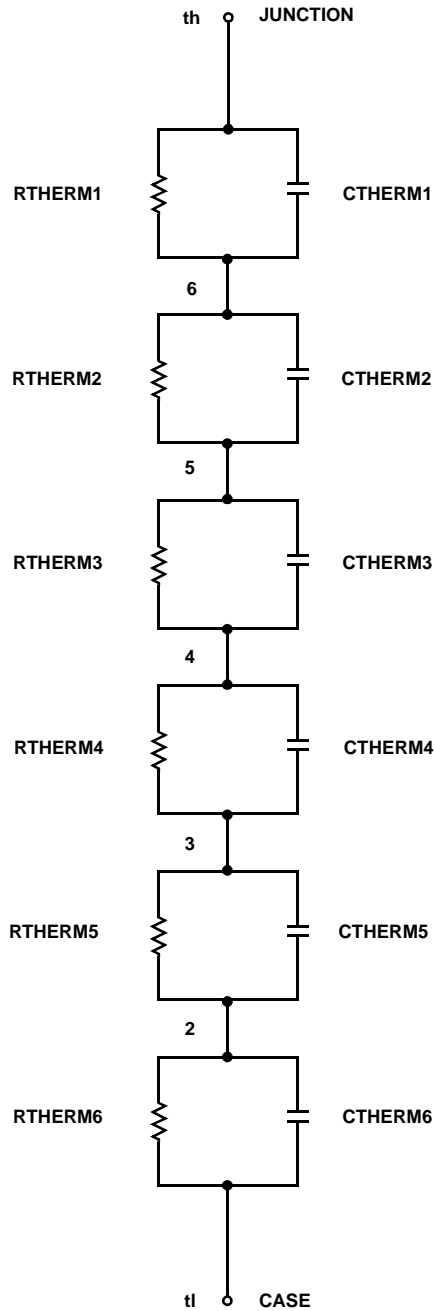 th JUNCTION
RTHERM1 CTHERM1
6
RTHERM2 CTHERM2
5
RTHERM3 CTHERM3
4
RTHERM4 CTHERM4
3
RTHERM5 CTHERM5
2
RTHERM6 CTHERM6
tl CASE